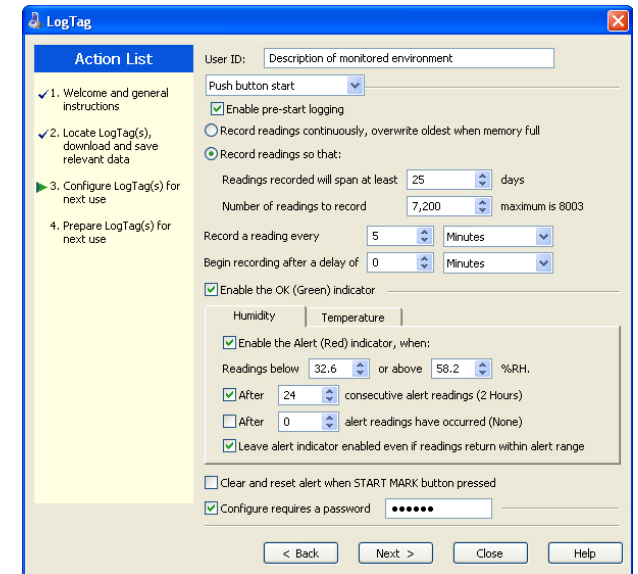 LogTag
Action List
1. Welcome and general
instructions
2. Locate LogTag(s),
download and save
relevant data
3. Configure LogTag(s) for
next use
4. Prepare LogTag(s) for
next use
User ID: Description of monitored environment
Push button start
Enable pre-start logging
Record readings continuously, overwrite oldest when memory full
Record readings so that:
Readings recorded will span at least 25 days
Number of readings to record 7,200 maximum is 8003
Record a reading every 5 Minutes
Begin recording after a delay of 0 Minutes
Enable the OK (Green) indicator
Humidity Temperature
Enable the Alert (Red) indicator, when:
Readings below 32.6 or above 58.2 %RH.
After 24 consecutive alert readings (2 Hours)
After 0 alert readings have occurred (None)
Leave alert indicator enabled even if readings return within alert range
Clear and reset alert when START MARK button pressed
Configure requires a password ●●●●●●
< Back Next > Close Help